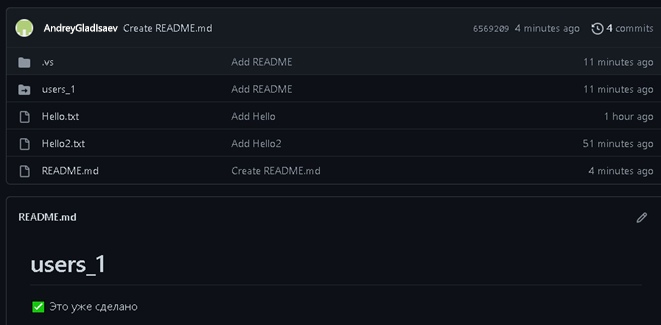 AndreyGladIsaev Create README.md 6569209 4 minutes ago 4 commits
.vs Add README 11 minutes ago
users_1 Add README 11 minutes ago
Hello.txt Add Hello 1 hour ago
Hello2.txt Add Hello2 51 minutes ago
README.md Create README.md 4 minutes ago
README.md
users_1
✅ Это уже сделано